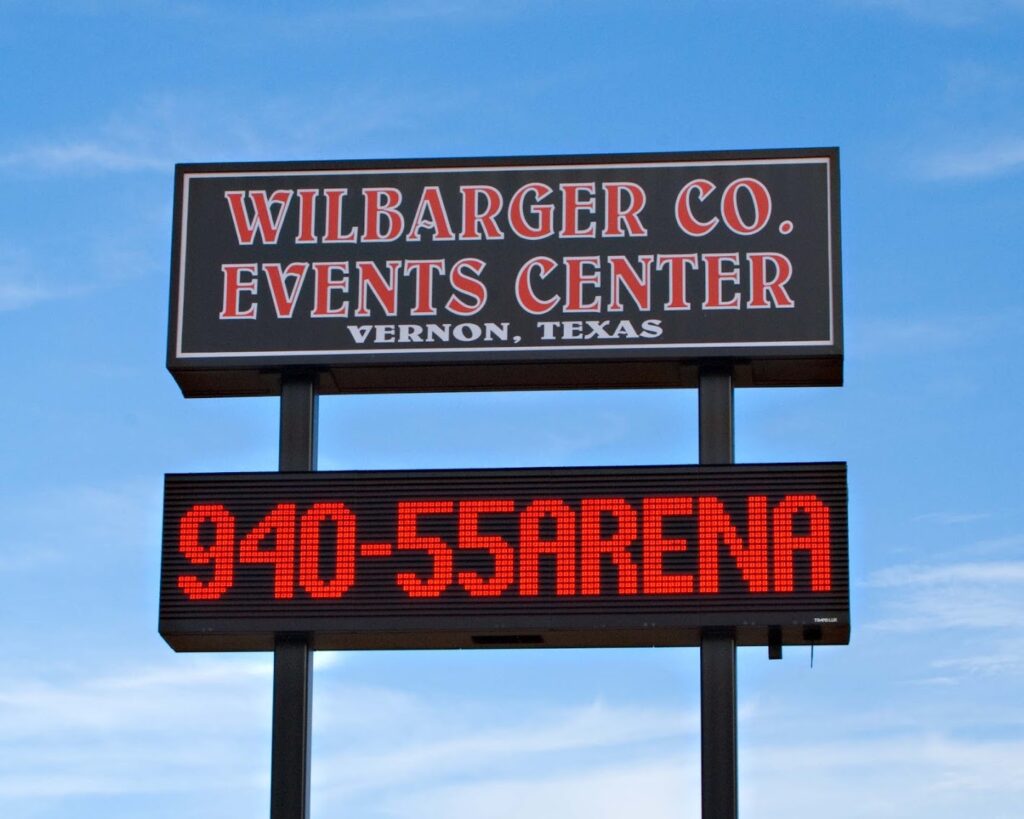 WILBARGER CO.
EVENTS CENTER
VERNON, TEXAS
940-55ARENA